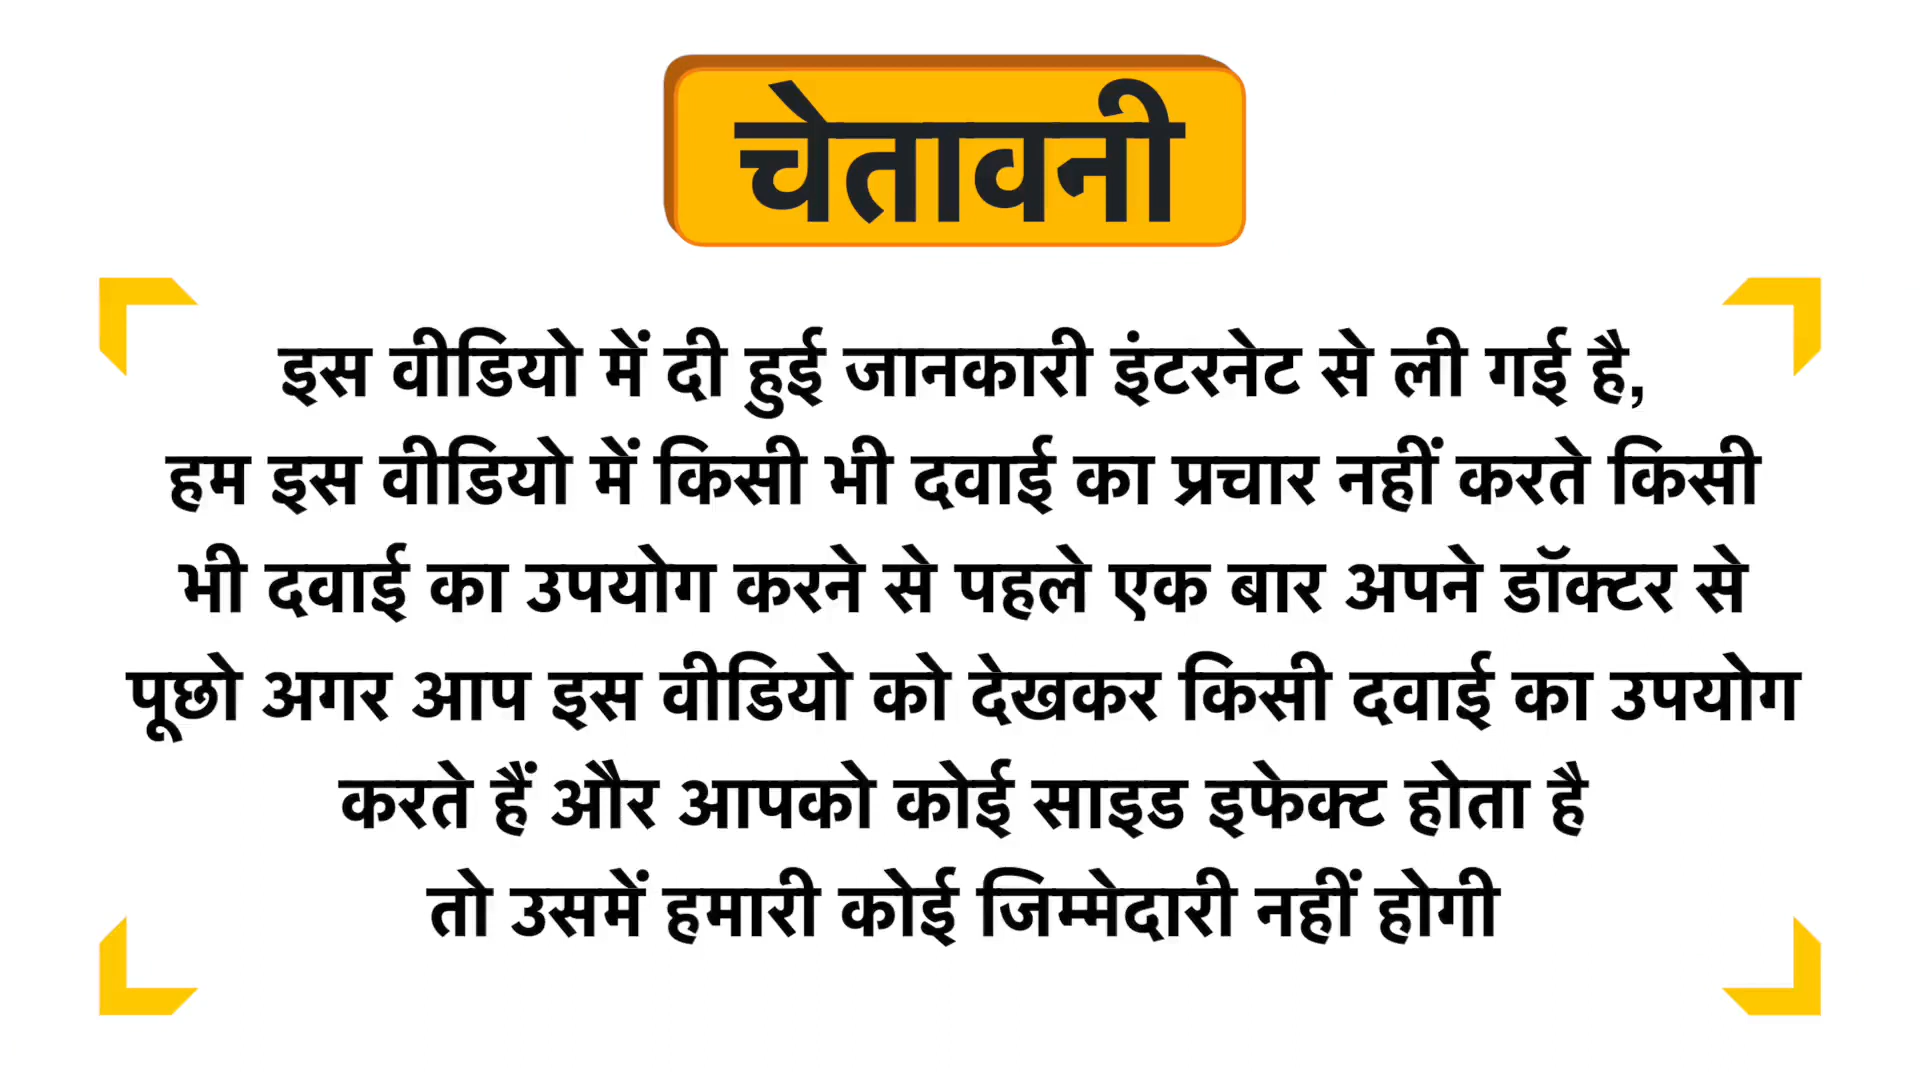 चेतावनी
इस वीडियो में दी हुई जानकारी इंटरनेट से ली गई है,
हम इस वीडियो में किसी भी दवाई का प्रचार नहीं करते किसी
भी दवाई का उपयोग करने से पहले एक बार अपने डॉक्टर से
पूछो अगर आप इस वीडियो को देखकर किसी दवाई का उपयोग
करते हैं और आपको कोई साइड इफेक्ट होता है
तो उसमें हमारी कोई जिम्मेदारी नहीं होगी